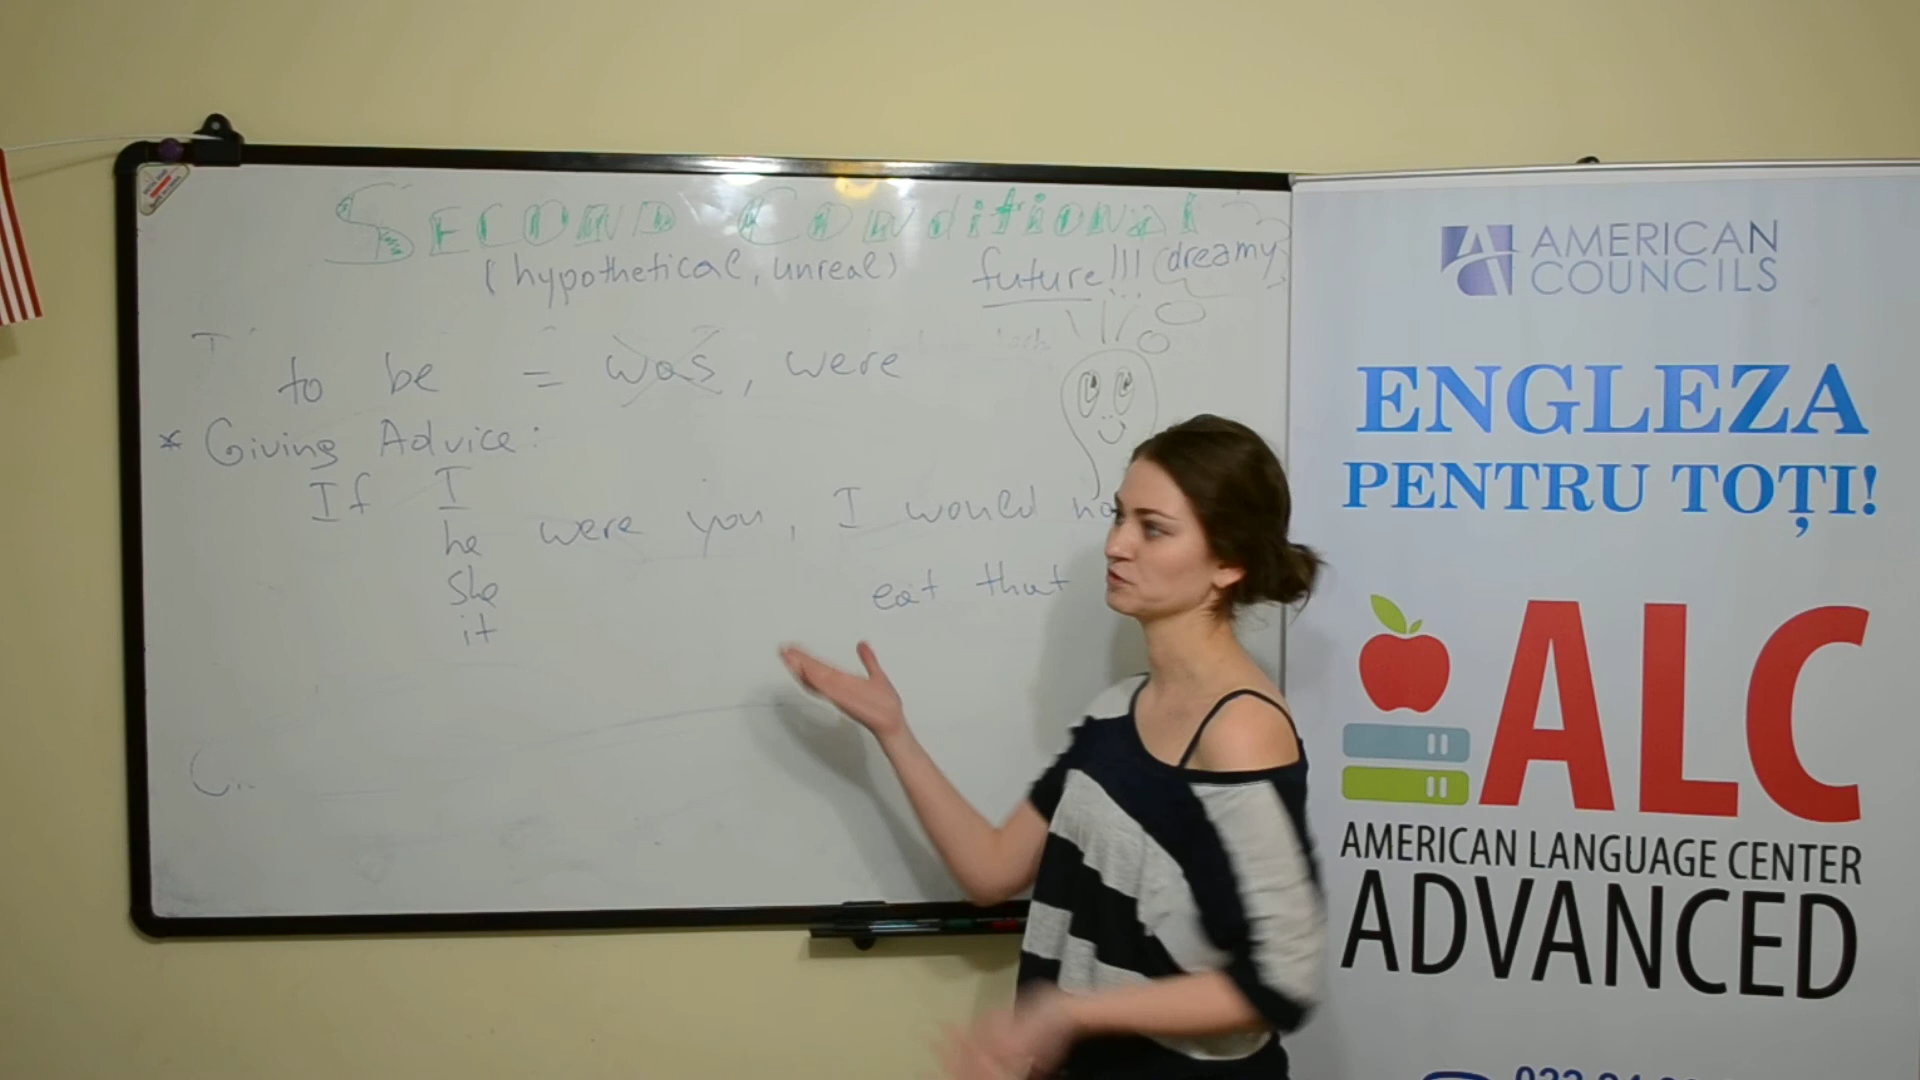 SECOND CONDITIONAL
(hypothetical, unreal) future!!! (dreamy
to be = was, were
* Giving Advice:
If I
he were you, I would no
she
eat that
it
AMERICAN
COUNCILS
ENGLEZA
PENTRU TOȚI!
ALC
AMERICAN LANGUAGE CENTER
ADVANCED